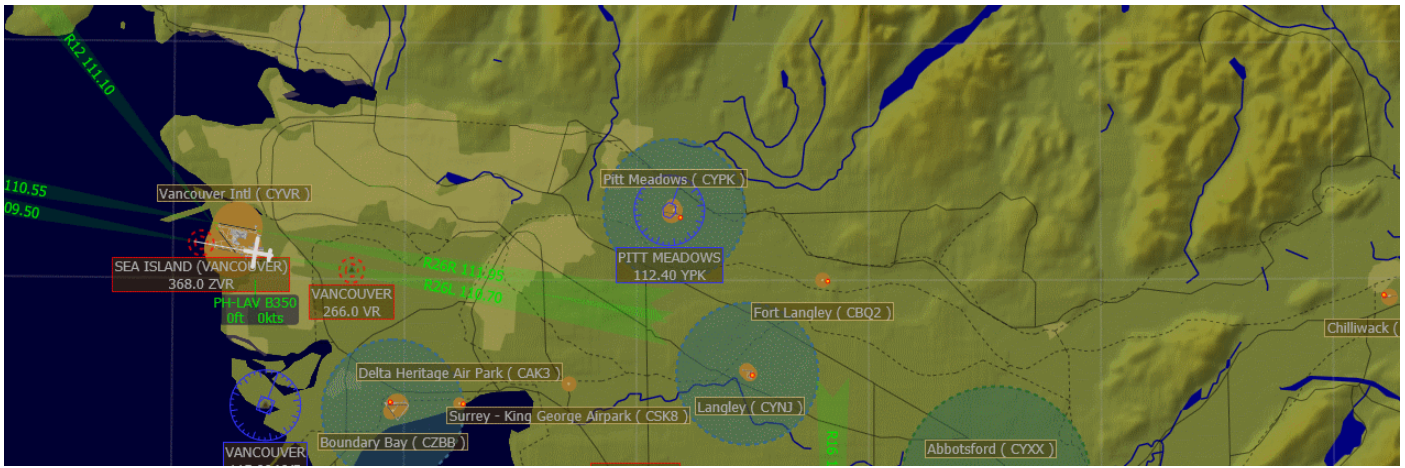 R12 111.10
110.55
09.50
Vancouver Intl ( CYVR )
Pitt Meadows ( CYPK )
SEA ISLAND (VANCOUVER)
368.0 ZVR
PITT MEADOWS
112.40 YPK
R26R 111.95
R26L 110.70
VANCOUVER
266.0 VR
PH-LAV B350
0ft 0kts
Fort Langley ( CBQ2 )
Chilliwack (
Delta Heritage Air Park ( CAK3 )
Langley ( CYNJ )
Surrey - King George Airpark ( CSK8 )
Boundary Bay ( CZBB )
Abbotsford ( CYXX )
VANCOUVER